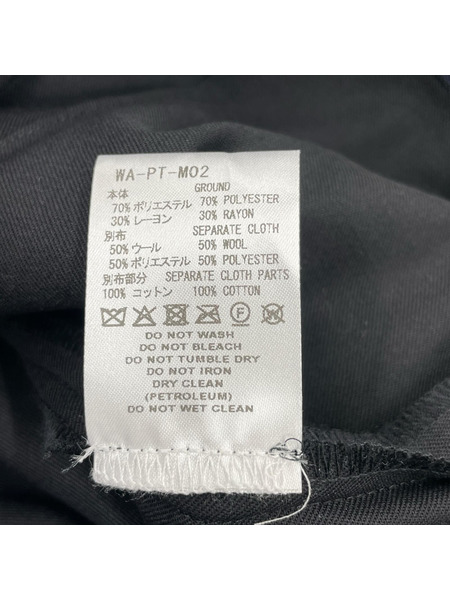 WA-PT-M02
本体 GROUND
70% ポリエステル 70% POLYESTER
30% レーヨン 30% RAYON
別布 SEPARATE CLOTH
50% ウール 50% WOOL
50% ポリエステル 50% POLYESTER
別布部分 SEPARATE CLOTH PARTS
100% コットン 100% COTTON
F W
DO NOT WASH
DO NOT BLEACH
DO NOT TUMBLE DRY
DO NOT IRON
DRY CLEAN
(PETROLEUM)
DO NOT WET CLEAN